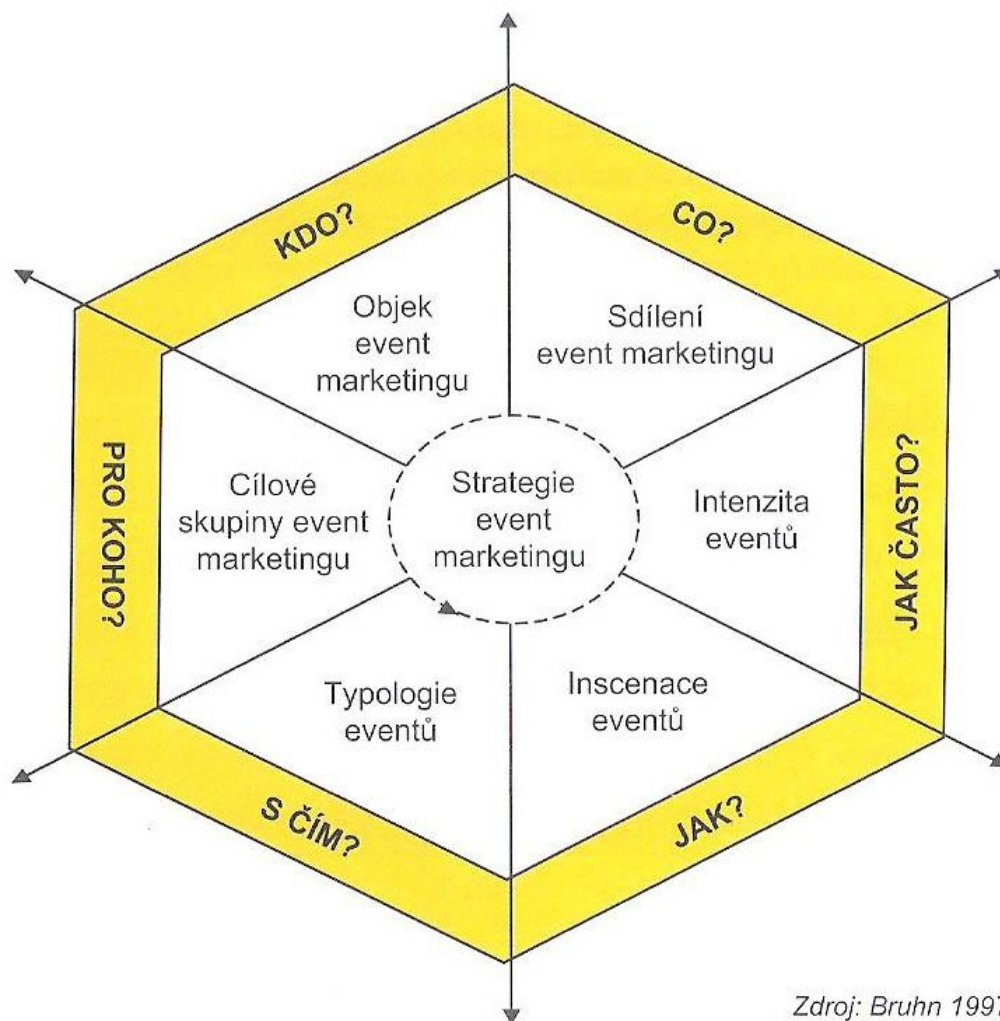 KDO?
CO?
Objek
event
marketingu
Sdílení
event marketingu
PRO KOHO?
Cílové
skupiny event
marketingu
Strategie
event
marketingu
Intenzita
eventů
JAK ČASTO?
Typologie
eventů
Inscenace
eventů
S ČÍM?
JAK?
Zdroj: Bruhn 1997